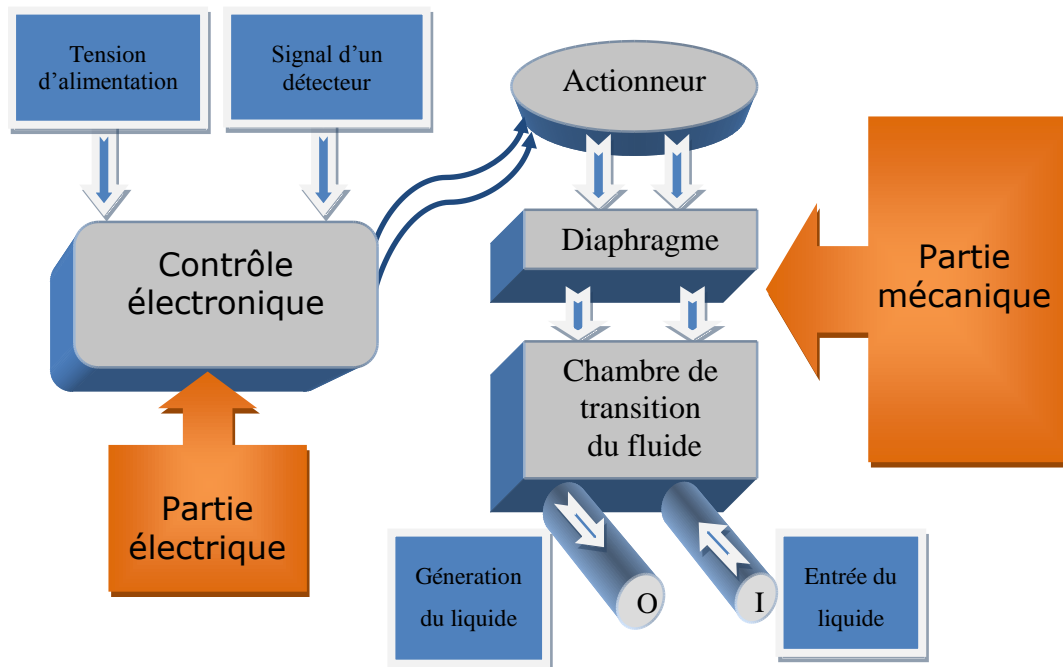 Tension
d'alimentation
Signal d'un
détecteur
Actionneur
Contrôle
électronique
Diaphragme
Partie
mécanique
Chambre de
transition
du fluide
Partie
électrique
Géneration
du liquide
O
I
Entrée du
liquide